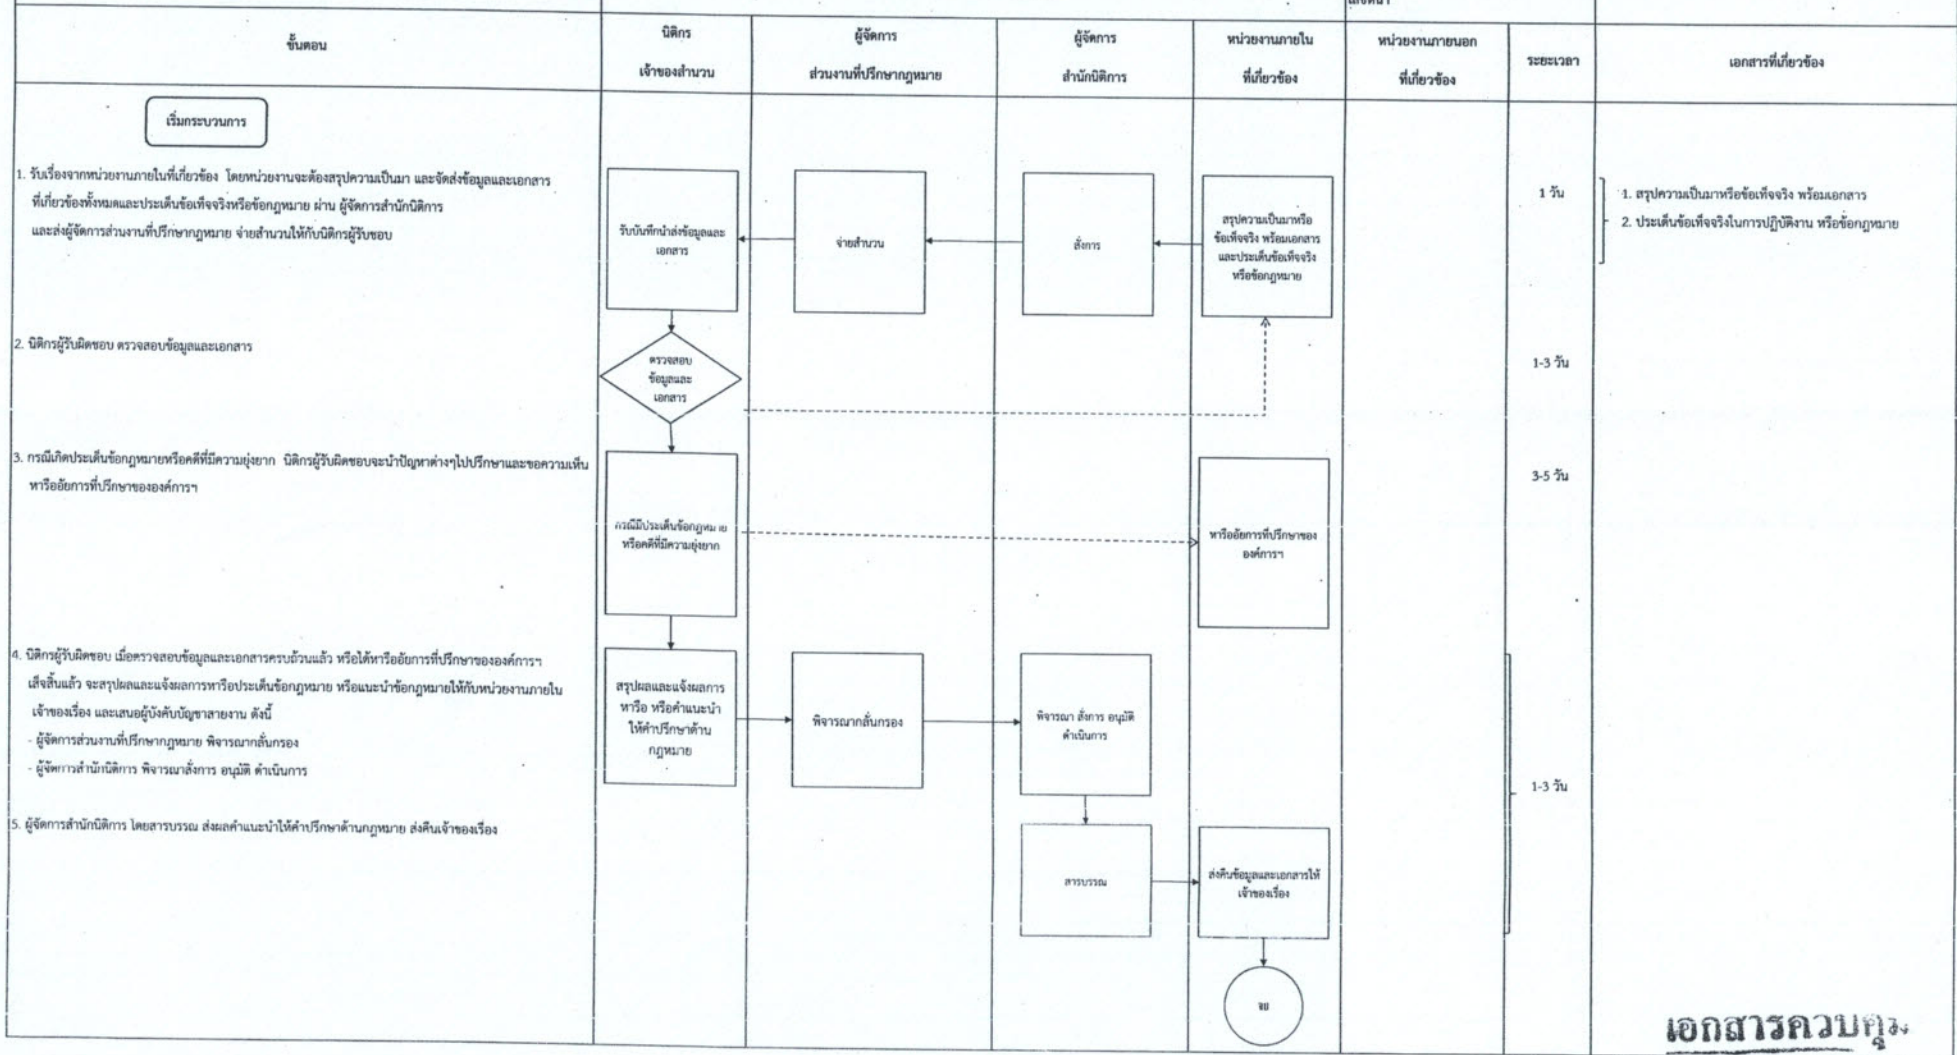 เลขหน้า
ขั้นตอน
นิติกร
เจ้าของสำนวน
ผู้จัดการ
ส่วนงานที่ปรึกษากฎหมาย
ผู้จัดการ
สำนักนิติการ
หน่วยงานภายใน
ที่เกี่ยวข้อง
หน่วยงานภายนอก
ที่เกี่ยวข้อง
ระยะเวลา
เอกสารที่เกี่ยวข้อง
เริ่มกระบวนการ
1. รับเรื่องจากหน่วยงานภายในที่เกี่ยวข้อง โดยหน่วยงานจะต้องสรุปความเป็นมา และจัดส่งข้อมูลและเอกสาร
ที่เกี่ยวข้องทั้งหมดและประเด็นข้อเท็จจริงหรือข้อกฎหมาย ผ่าน ผู้จัดการสำนักนิติการ
และส่งผู้จัดการส่วนงานที่ปรึกษากฎหมาย จ่ายสำนวนให้กับนิติกรผู้รับชอบ
รับบันทึกนำส่งข้อมูลและ
เอกสาร
จ่ายสำนวน
สั่งการ
สรุปความเป็นมาหรือ
ข้อเท็จจริง พร้อมเอกสาร
และประเด็นข้อเท็จจริง
หรือข้อกฎหมาย
1 วัน
1. สรุปความเป็นมาหรือข้อเท็จจริง พร้อมเอกสาร
2. ประเด็นข้อเท็จจริงในการปฏิบัติงาน หรือข้อกฎหมาย
2. นิติกรผู้รับผิดชอบ ตรวจสอบข้อมูลและเอกสาร
ตรวจสอบ
ข้อมูลและ
เอกสาร
1-3 วัน
3. กรณีเกิดประเด็นข้อกฎหมายหรือคดีที่มีความยุ่งยาก นิติกรผู้รับผิดชอบจะนำปัญหาต่างๆไปปรึกษาและขอความเห็น
หารืออัยการที่ปรึกษาขององค์การฯ
กรณีมีประเด็นข้อกฎหมาย
หรือคดีที่มีความยุ่งยาก
หารืออัยการที่ปรึกษาของ
องค์การฯ
3-5 วัน
4. นิติกรผู้รับผิดชอบ เมื่อตรวจสอบข้อมูลและเอกสารครบถ้วนแล้ว หรือได้หารืออัยการที่ปรึกษาขององค์การฯ
เสร็จสิ้นแล้ว จะสรุปผลและแจ้งผลการหารือประเด็นข้อกฎหมาย หรือแนะนำข้อกฎหมายให้กับหน่วยงานภายใน
เจ้าของเรื่อง และเสนอผู้บังคับบัญชาสายงาน ดังนี้
- ผู้จัดการส่วนงานที่ปรึกษากฎหมาย พิจารณากลั่นกรอง
- ผู้จัดการสำนักนิติการ พิจารณาสั่งการ อนุมัติ ดำเนินการ
สรุปผลและแจ้งผลการ
หารือ หรือคำแนะนำ
ให้คำปรึกษาด้าน
กฎหมาย
พิจารณากลั่นกรอง
พิจารณา สั่งการ อนุมัติ
ดำเนินการ
1-3 วัน
5. ผู้จัดการสำนักนิติการ โดยสารบรรณ ส่งผลคำแนะนำให้คำปรึกษาด้านกฎหมาย ส่งคืนเจ้าของเรื่อง
สารบรรณ
ส่งคืนข้อมูลและเอกสารให้
เจ้าของเรื่อง
จบ
เอกสารควบคุม